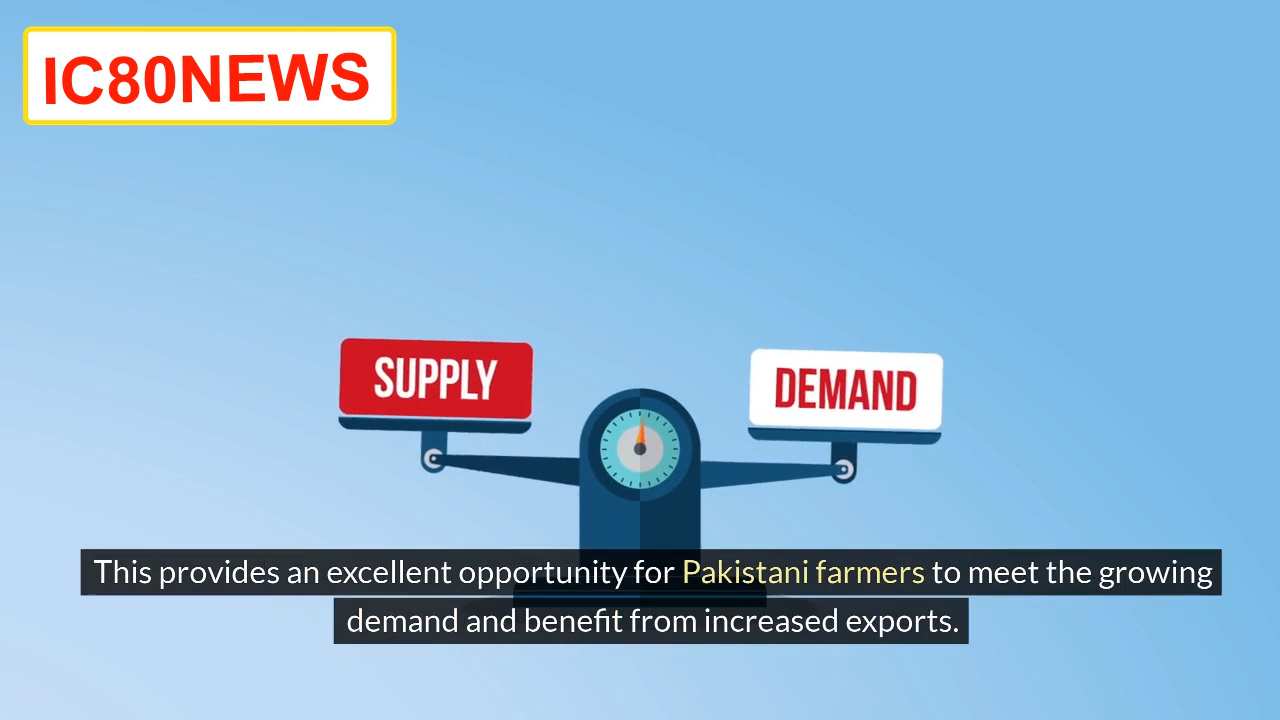 IC80NEWS
SUPPLY
DEMAND
This provides an excellent opportunity for Pakistani farmers to meet the growing
demand and benefit from increased exports.